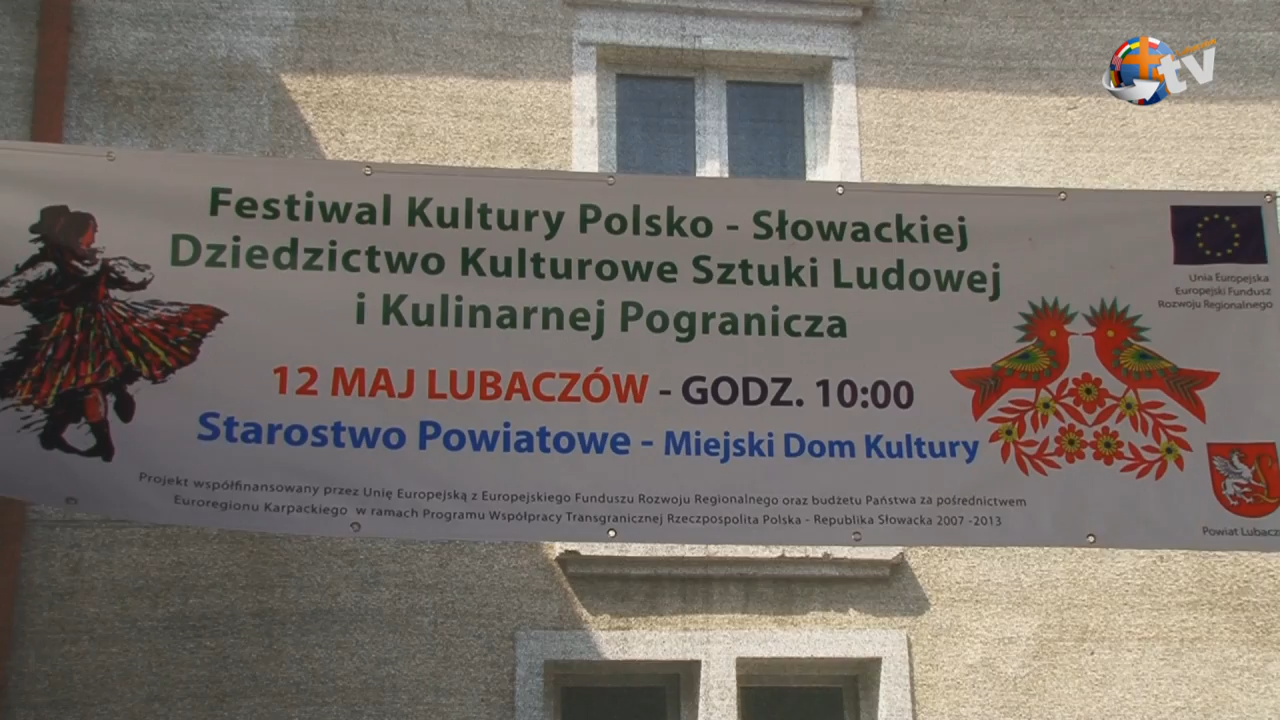 tv
Festiwal Kultury Polsko - Słowackiej
Dziedzictwo Kulturowe Sztuki Ludowej
i Kulinarnej Pogranicza
12 MAJ LUBACZÓW - GODZ. 10:00
Starostwo Powiatowe - Miejski Dom Kultury
Projekt współfinansowany przez Unię Europejską z Europejskiego Funduszu Rozwoju Regionalnego oraz budżetu Państwa za pośrednictwem
Euroregionu Karpackiego w ramach Programu Współpracy Transgranicznej Rzeczpospolita Polska - Republika Słowacka 2007 -2013
Unia Europejska
Europejski Fundusz
Rozwoju Regionalnego
Powiat Lubacz